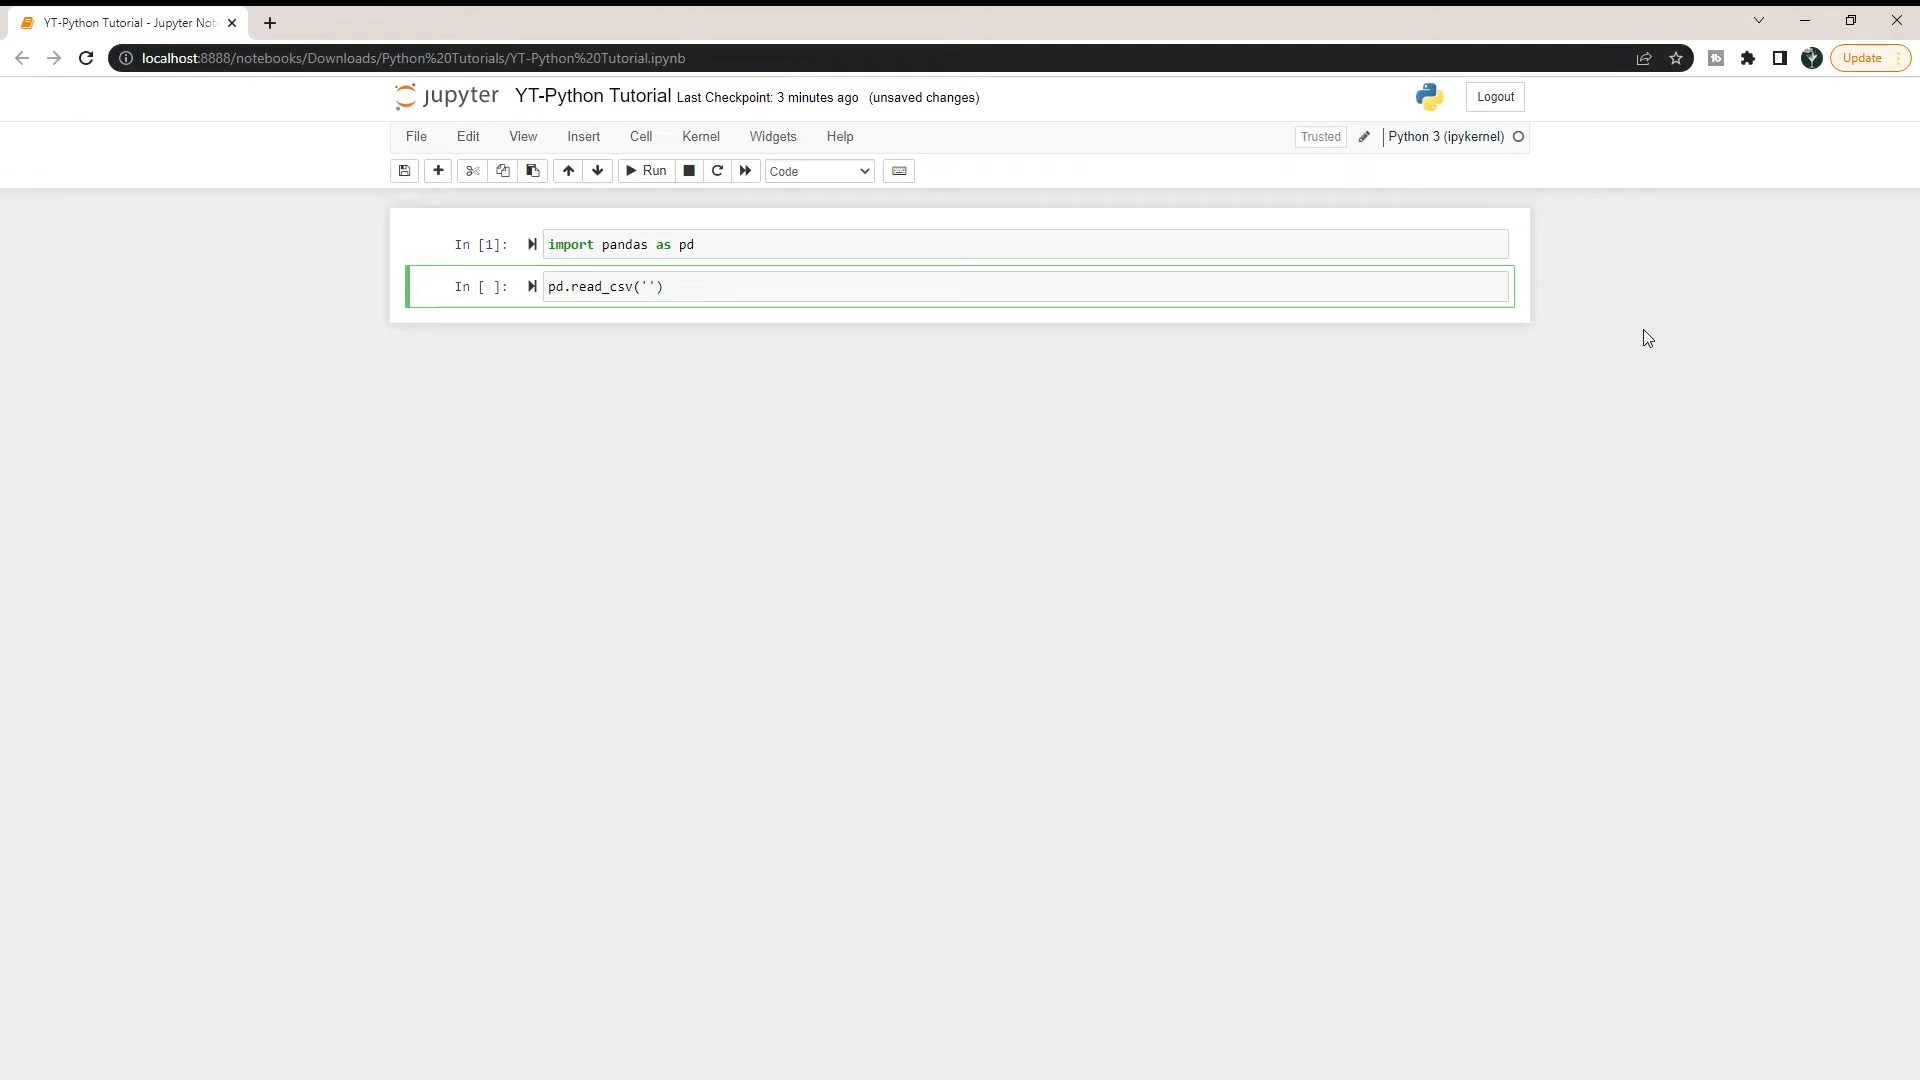 YT-Python Tutorial - Jupyter Not
localhost:8888/notebooks/Downloads/Python%20Tutorials/YT-Python%20Tutorial.ipynb
Update
jupyter YT-Python Tutorial Last Checkpoint: 3 minutes ago (unsaved changes)
Logout
File Edit View Insert Cell Kernel Widgets Help
Trusted
Python 3 (ipykernel)
Run
Code
In [1]: import pandas as pd
In [ ]: pd.read_csv('')